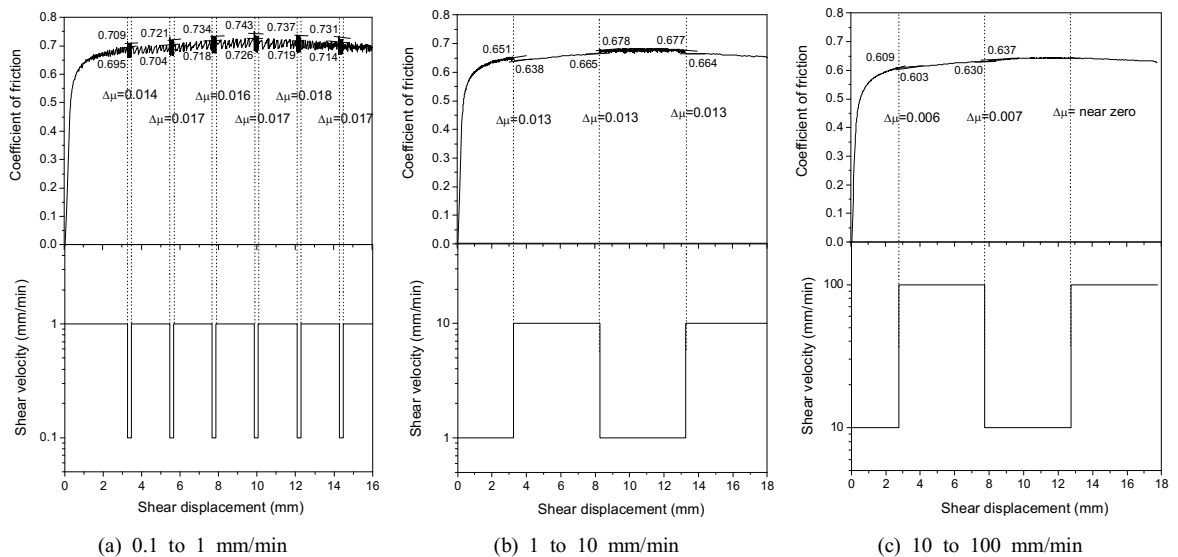 0.8
0.7
0.6
0.5
0.4
0.3
0.2
0.1
0.0
Coefficient of friction
0.709
0.721
0.734
0.743
0.737
0.731
0.695
0.704
0.718
0.726
0.719
0.714
Δμ=0.014
Δμ=0.016
Δμ=0.018
Δμ=0.017
Δμ=0.017
Δμ=0.017
1
0.1
Shear velocity (mm/min)
0 2 4 6 8 10 12 14 16
Shear displacement (mm)
(a) 0.1 to 1 mm/min
0.8
0.7
0.6
0.5
0.4
0.3
0.2
0.1
0.0
Coefficient of friction
0.651
0.638
0.678
0.665
0.677
0.664
Δμ=0.013
Δμ=0.013
Δμ=0.013
10
1
Shear velocity (mm/min)
0 2 4 6 8 10 12 14 16 18
Shear displacement (mm)
(b) 1 to 10 mm/min
0.8
0.7
0.6
0.5
0.4
0.3
0.2
0.1
0.0
Coefficient of friction
0.609
0.603
0.637
0.630
Δμ=0.006
Δμ=0.007
Δμ= near zero
100
10
Shear velocity (mm/min)
0 2 4 6 8 10 12 14 16 18
Shear displacement (mm)
(c) 10 to 100 mm/min